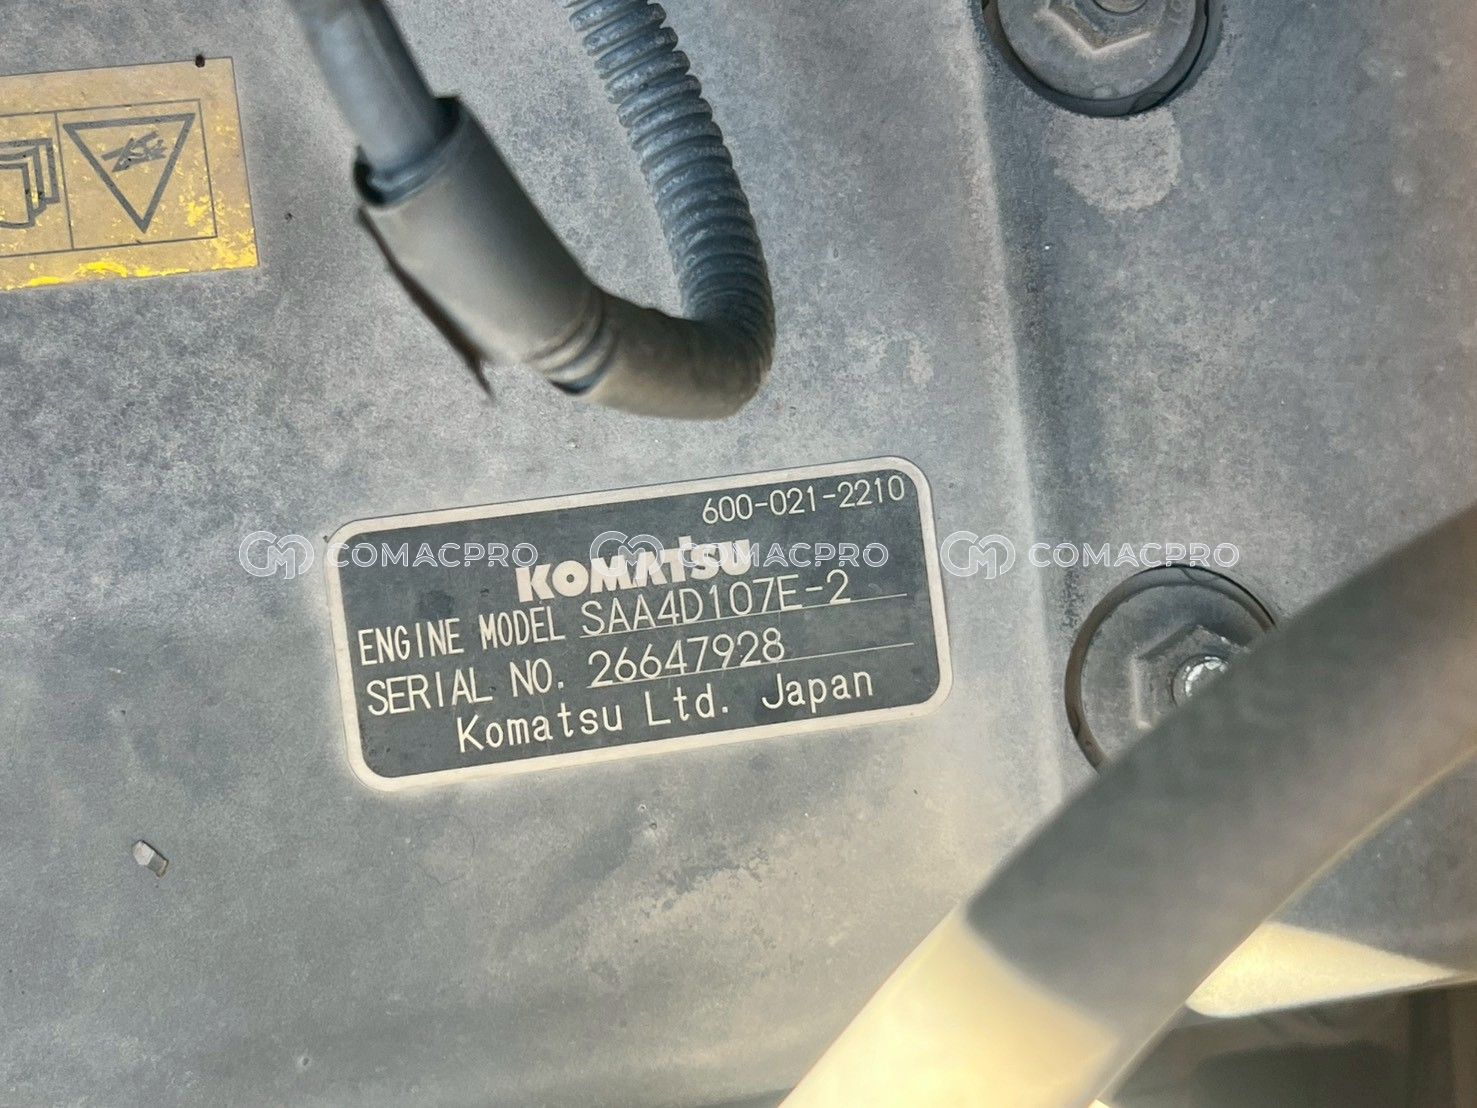 600-021-2210
KOMATSU
ENGINE MODEL SAA4D107E-2
SERIAL NO. 26647928
Komatsu Ltd. Japan
COMACPRO COMACPRO COMACPRO